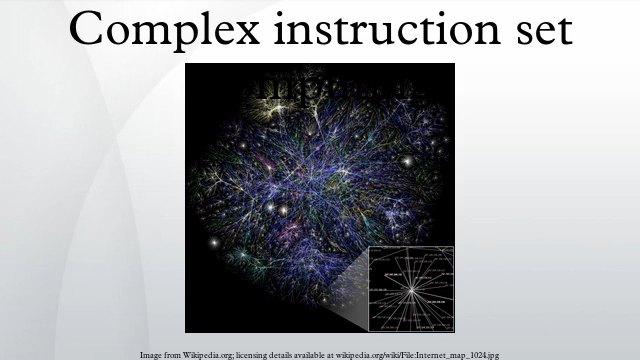 Complex instruction set
Image from Wikipedia.org; licensing details available at wikipedia.org/wiki/File:Internet_map_1024.jpg